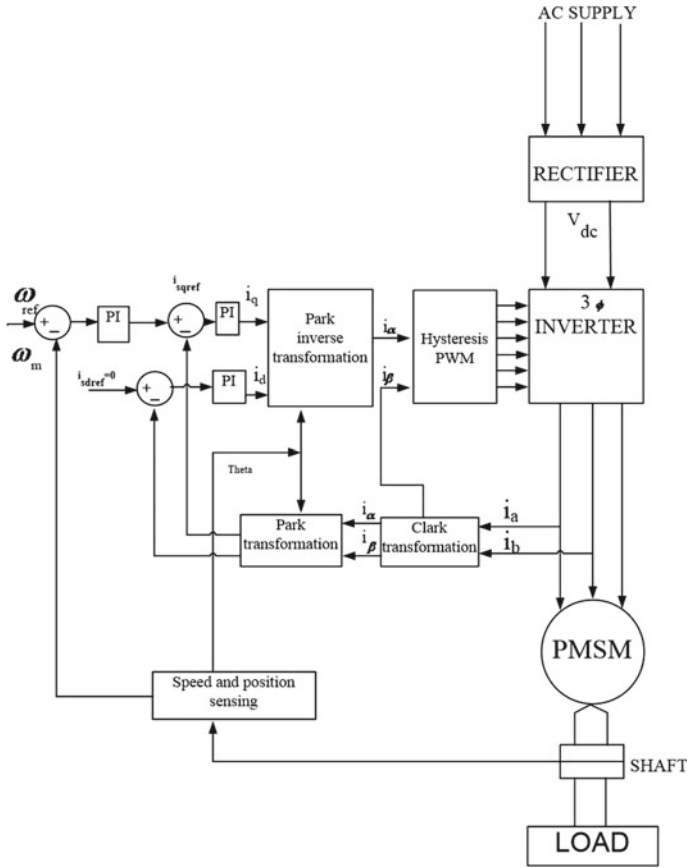 AC SUPPLY
RECTIFIER
V dc
3 ϕ
INVERTER
i sqref
ω ref
+
−
PI
+
−
PI
i q
Park
inverse
transformation
i α
Hysteresis
PWM
ω m
i sdref=0
+
−
PI
i d
i β
Theta
Park
transformation
i α
i β
Clark
transformation
i a
i b
PMSM
Speed and position
sensing
SHAFT
LOAD